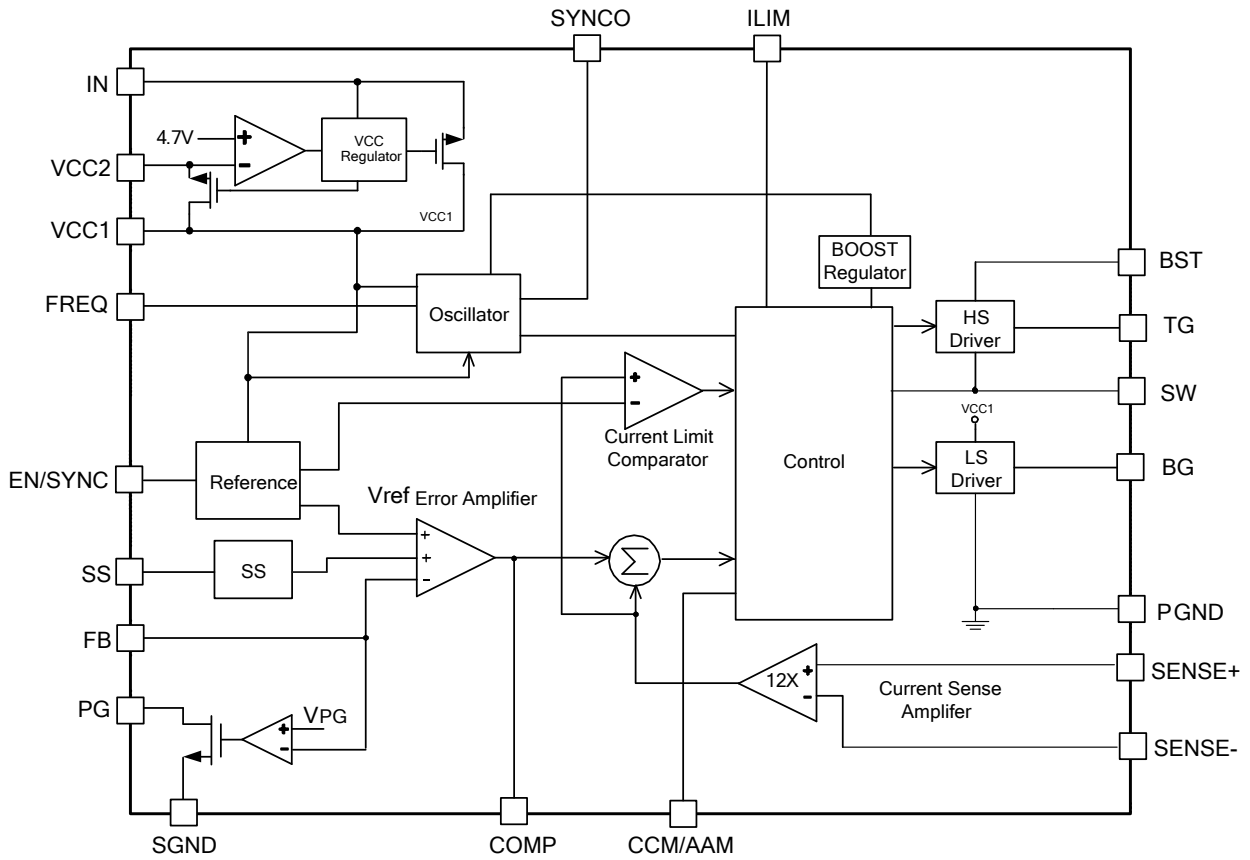 SYNCO
ILIM
IN
4.7V
+
-
VCC
Regulator
VCC2
VCC1
VCC1
BOOST
Regulator
BST
FREQ
Oscillator
HS
Driver
TG
+
-
SW
Current Limit
Comparator
VCC1
Control
LS
Driver
BG
EN/SYNC
Reference
Vref Error Amplifier
+
+
-
SS
SS
Σ
FB
PGND
12X
+
-
SENSE+
Current Sense
Amplifer
PG
VPG
+
-
SENSE-
SGND
COMP
CCM/AAM